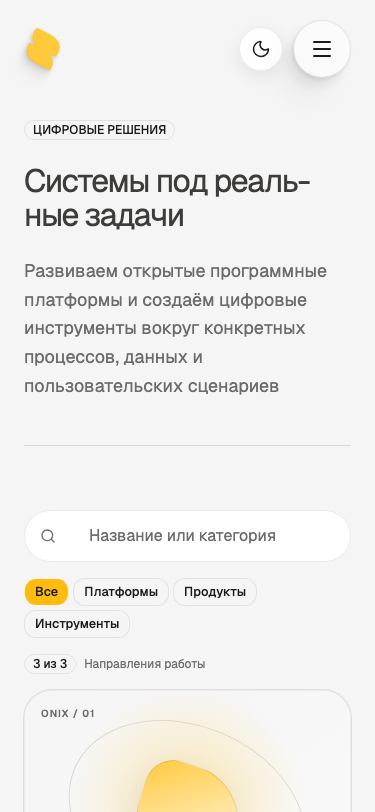 ЦИФРОВЫЕ РЕШЕНИЯ
Системы под реаль-
ные задачи
Развиваем открытые программные
платформы и создаём цифровые
инструменты вокруг конкретных
процессов, данных и
пользовательских сценариев
Название или категория
Все Платформы Продукты
Инструменты
3 из 3 Направления работы
ONIX / 01